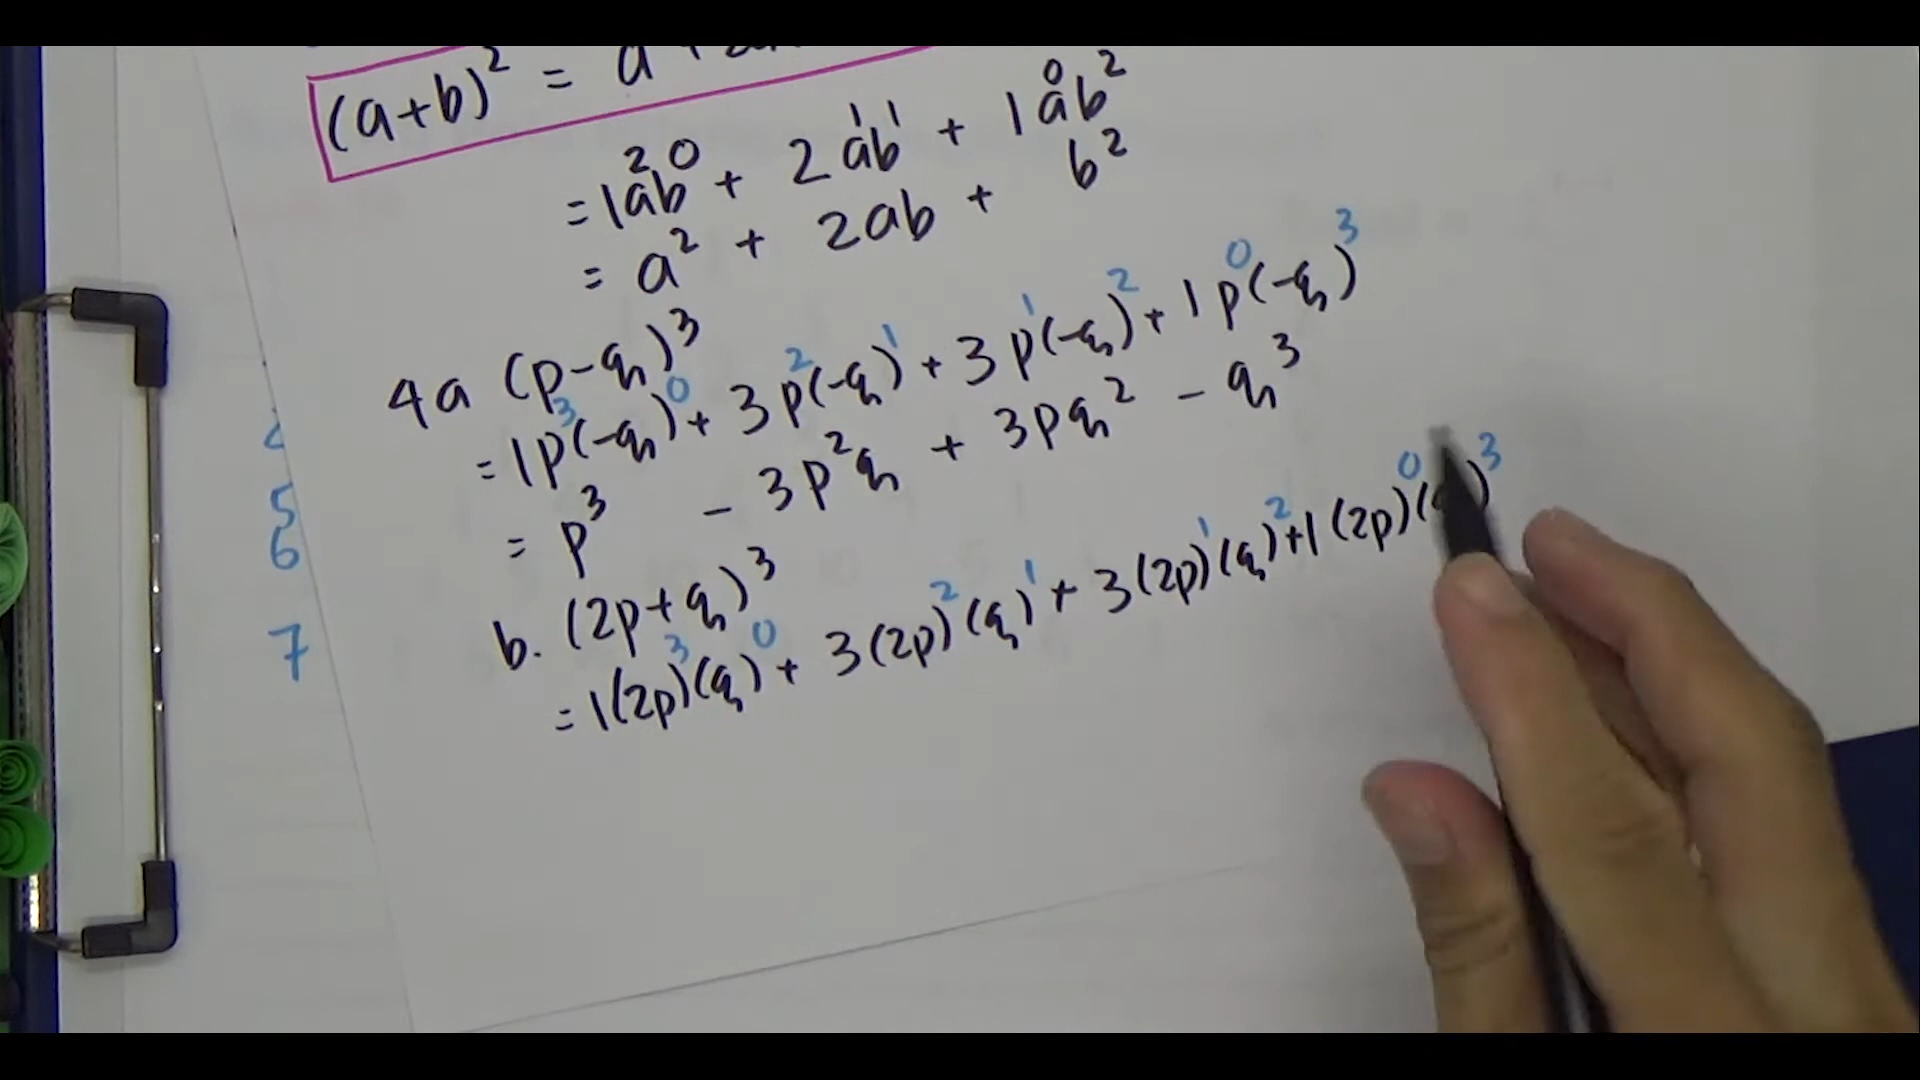 (a+b)² = a
= 1a²b⁰ + 2a¹b¹ + 1a⁰b²
= a² + 2ab + b²
4a (p-q)³
= 1p³(-q)⁰ + 3p²(-q)¹ + 3p¹(-q)² + 1p⁰(-q)³
= p³ - 3p²q + 3pq² - q³
b. (2p+q)³
= 1(2p)³(q)⁰ + 3(2p)²(q)¹ + 3(2p)¹(q)² + 1(2p)⁰( )³
5
6
7